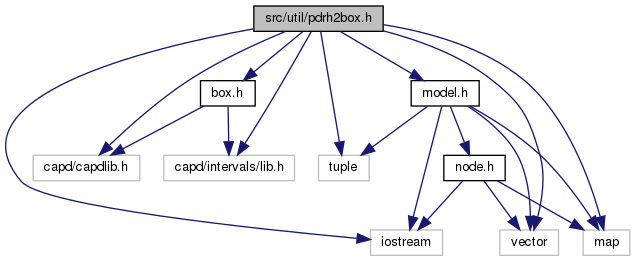 src/util/pdrh2box.h
box.h
model.h
capd/capdlib.h
capd/intervals/lib.h
tuple
node.h
iostream
vector
map